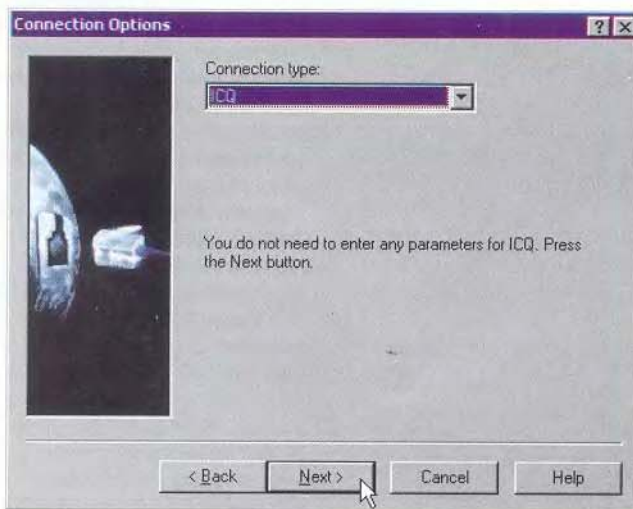 Connection Options
Connection type:
ICQ
You do not need to enter any parameters for ICQ. Press
the Next button.
< Back
Next >
Cancel
Help